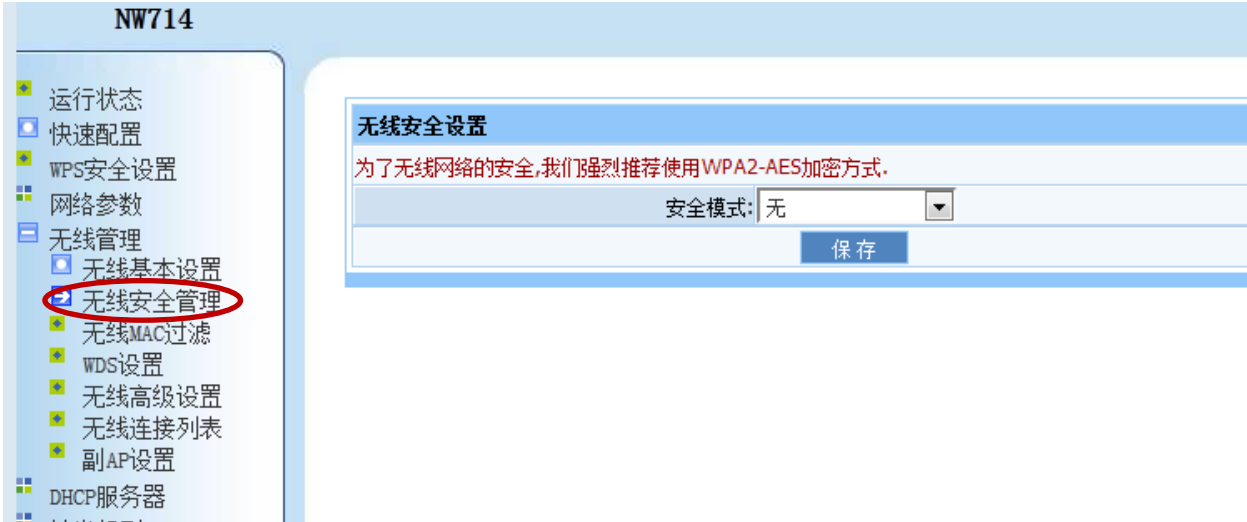 NW714
运行状态
快速配置
WPS安全设置
网络参数
无线管理
无线基本设置
无线安全管理
无线MAC过滤
WDS设置
无线高级设置
无线连接列表
副AP设置
DHCP服务器
无线安全设置
为了无线网络的安全,我们强烈推荐使用WPA2-AES加密方式.
安全模式: 无
保 存